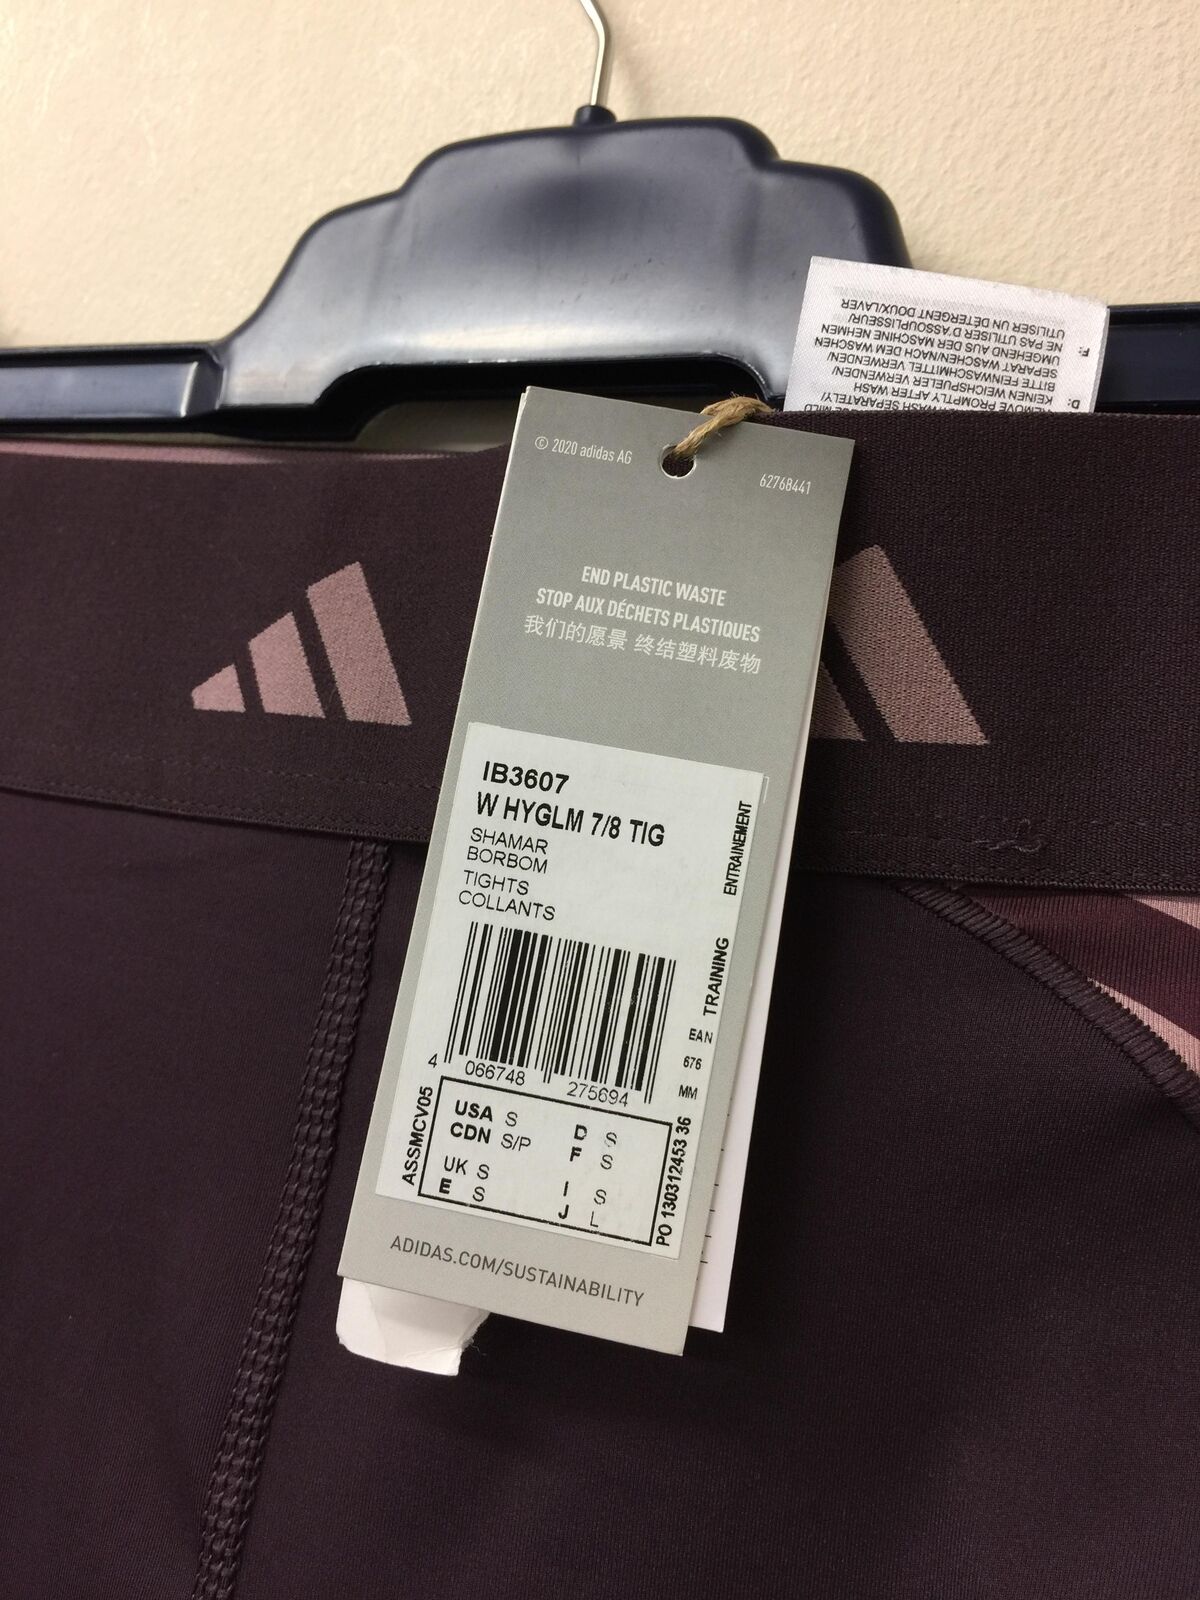 © 2020 adidas AG
62768441
END PLASTIC WASTE
STOP AUX DÉCHETS PLASTIQUES
我们的愿景 终结塑料废物
IB3607
W HYGLM 7/8 TIG
SHAMAR
BORBOM
TIGHTS
COLLANTS
TRAINING ENTRAINEMENT
EAN
676
MM
4 066748 275694
ASSMCV05
USA S
CDN S/P
UK S
E S
D S
F S
I S
J L
PO 130312453 36
ADIDAS.COM/SUSTAINABILITY
WASH SEPARATELY/
REMOVE PROMPTLY AFTER WASH
D:
KEINEN WEICHSPUELER VERWENDEN/
BITTE FEINWASCHMITTEL VERWENDEN/
SEPARAT WASCHEN/NACH DEM WASCHEN
UMGEHEND AUS DER MASCHINE NEHMEN
F:
NE PAS UTILISER D'ASSOUPLISSEUR/
UTILISER UN DÉTERGENT DOUX/LAVER